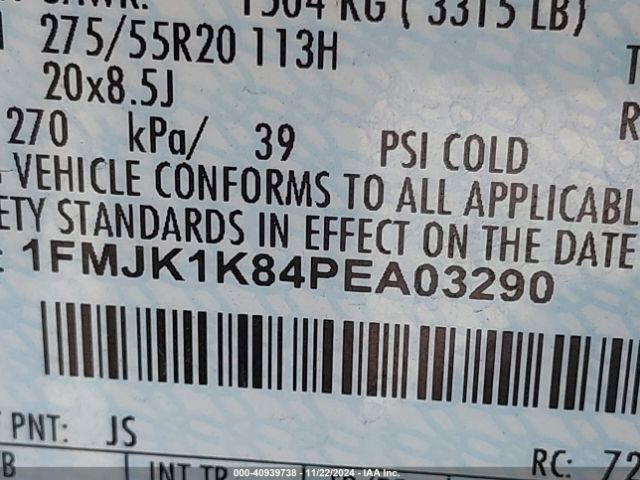 1504 KG ( 3315 LB)
275/55R20 113H
20x8.5J
270 kPa/ 39 PSI COLD
VEHICLE CONFORMS TO ALL
STANDARDS IN EFFECT ON THE DATE
1FMJK1K84PEA03290
PNT: JS
RC: 72
INT TR
000-40939738 - 11/22/2024 - IAA Inc.